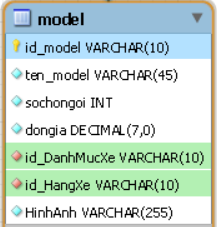 model
id_model VARCHAR(10)
ten_model VARCHAR(45)
sochongoi INT
dongia DECIMAL(7,0)
id_DanhMucXe VARCHAR(10)
id_HangXe VARCHAR(10)
HinhAnh VARCHAR(255)